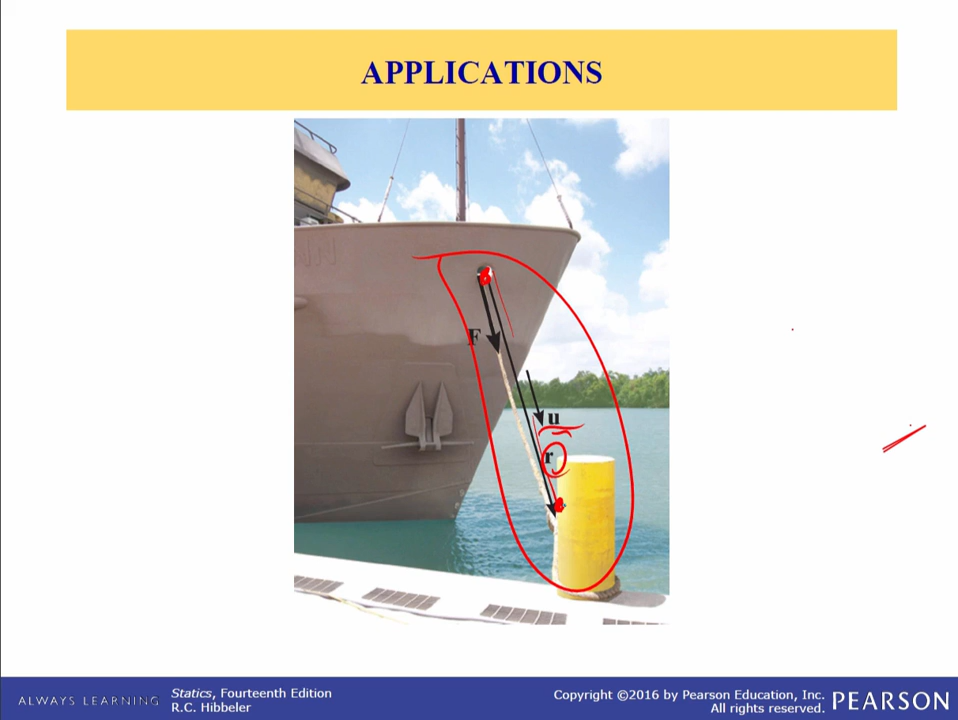 APPLICATIONS
F
u
r
ALWAYS LEARNING
Statics, Fourteenth Edition
R.C. Hibbeler
Copyright ©2016 by Pearson Education, Inc.
All rights reserved.
PEARSON